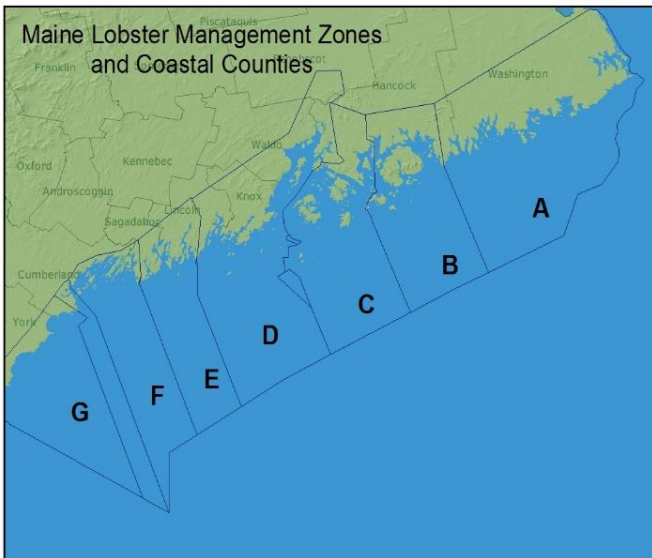 Maine Lobster Management Zones
and Coastal Counties
Piscataquis
Franklin
Hancock
Washington
Waldo
Oxford
Kennebec
Androscoggin
Knox
Lincoln
Sagadahoc
Cumberland
York
A
B
C
D
E
F
G